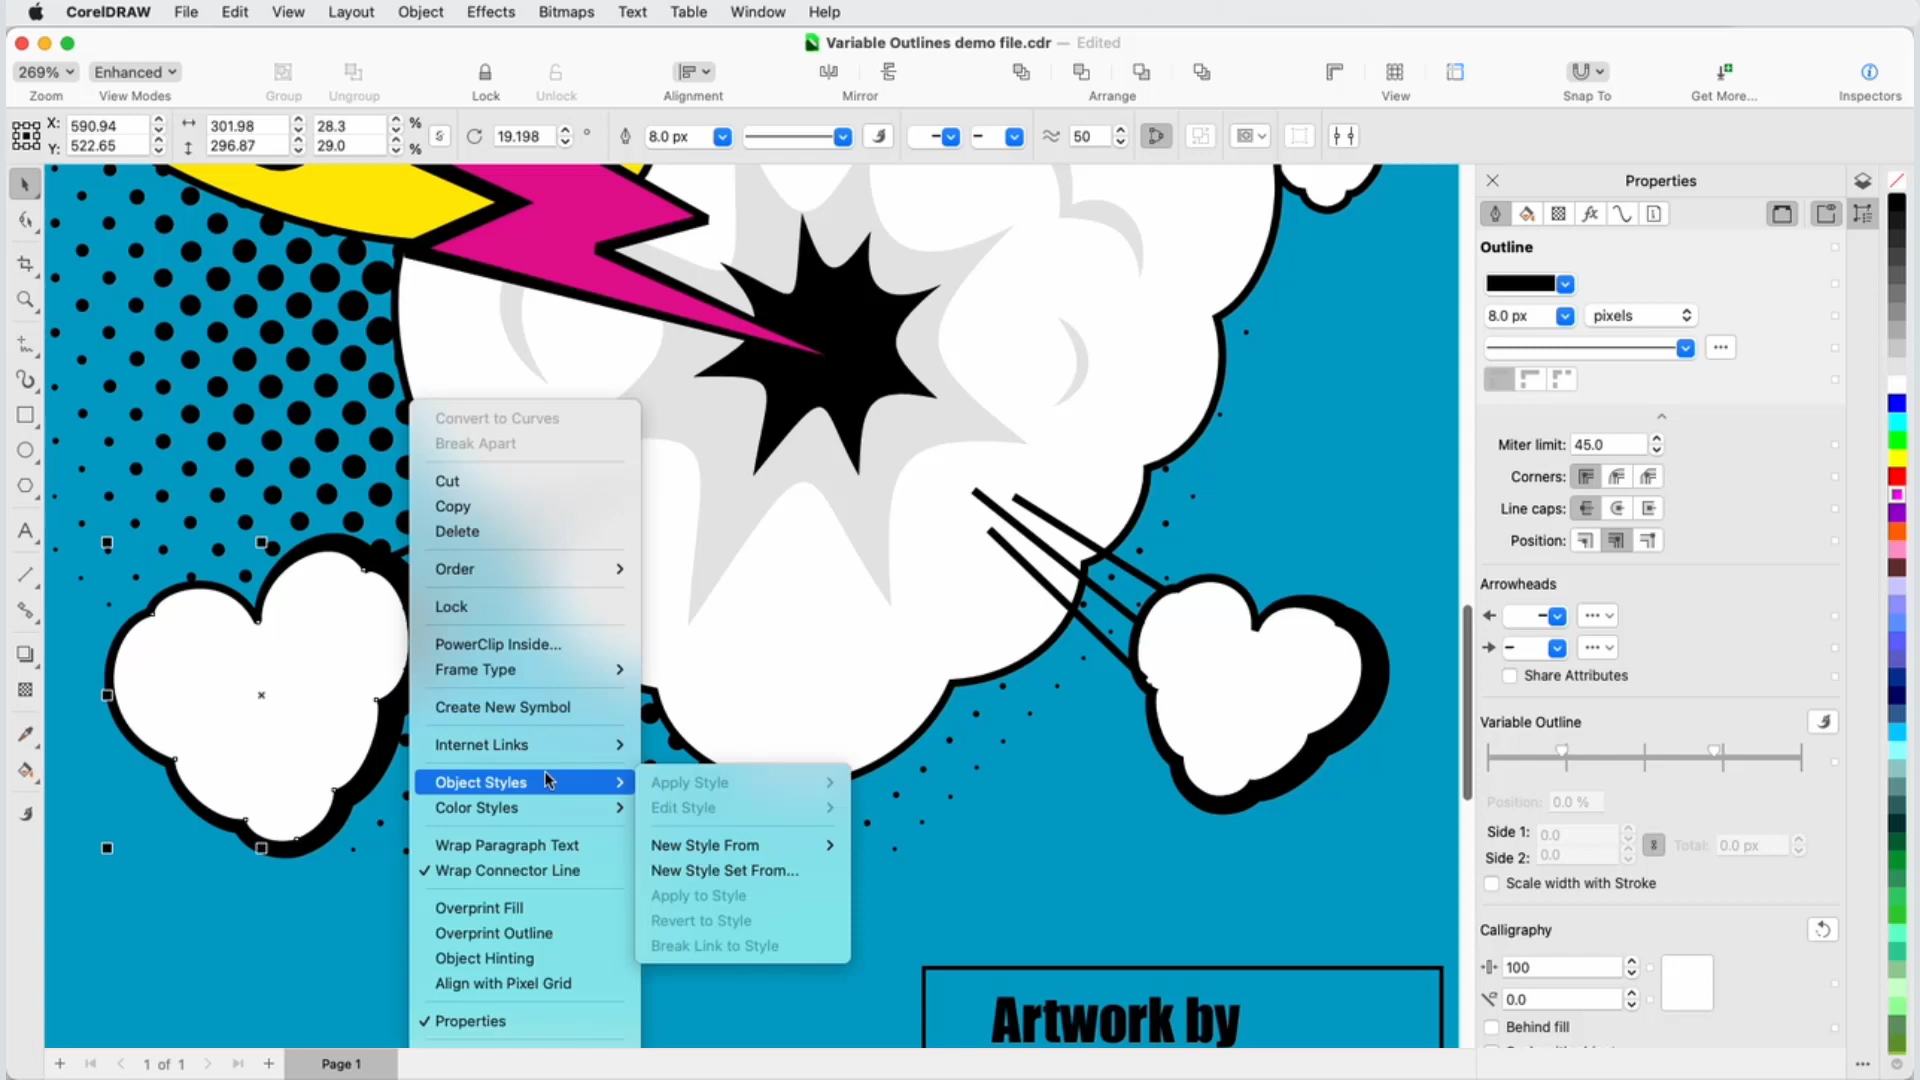 CorelDRAW File Edit View Layout Object Effects Bitmaps Text Table Window Help
Variable Outlines demo file.cdr — Edited
269% Enhanced
Zoom View Modes Group Ungroup Lock Unlock Alignment Mirror Arrange View Snap To Get More... Inspectors
X: 590.94 301.98 28.3 %
Y: 522.65 296.87 29.0 %
19.198 ° 8.0 px 50
Properties
Outline
8.0 px pixels
Miter limit: 45.0
Corners:
Line caps:
Position:
Arrowheads
Share Attributes
Variable Outline
Position: 0.0 %
Side 1: 0.0
Side 2: 0.0
Total: 0.0 px
Scale width with Stroke
Calligraphy
100
0.0
Behind fill
Convert to Curves
Break Apart
Cut
Copy
Delete
Order
Lock
PowerClip Inside...
Frame Type
Create New Symbol
Internet Links
Object Styles
Color Styles
Wrap Paragraph Text
✓ Wrap Connector Line
Overprint Fill
Overprint Outline
Object Hinting
Align with Pixel Grid
✓ Properties
Apply Style
Edit Style
New Style From
New Style Set From...
Apply to Style
Revert to Style
Break Link to Style
Artwork by
1 of 1
Page 1